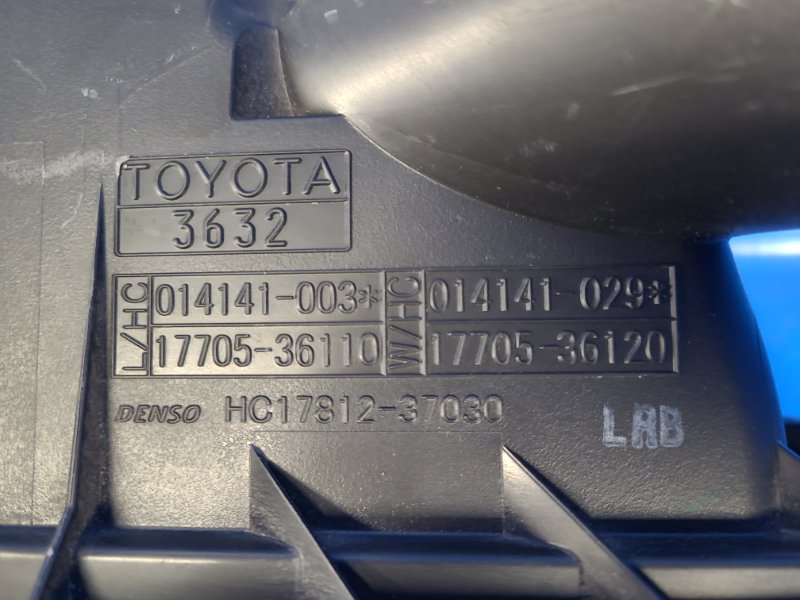 TOYOTA
3632
L/HC 014141-003* W/HC 014141-029*
17705-36110 17705-36120
DENSO HC17812-37030
LRB